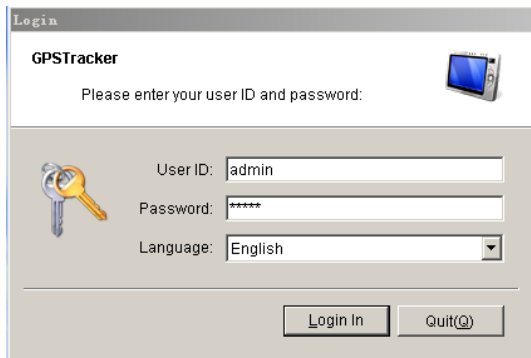 Login
GPSTracker
Please enter your user ID and password:
User ID: admin
Password: *****
Language: English
Login In Quit(Q)